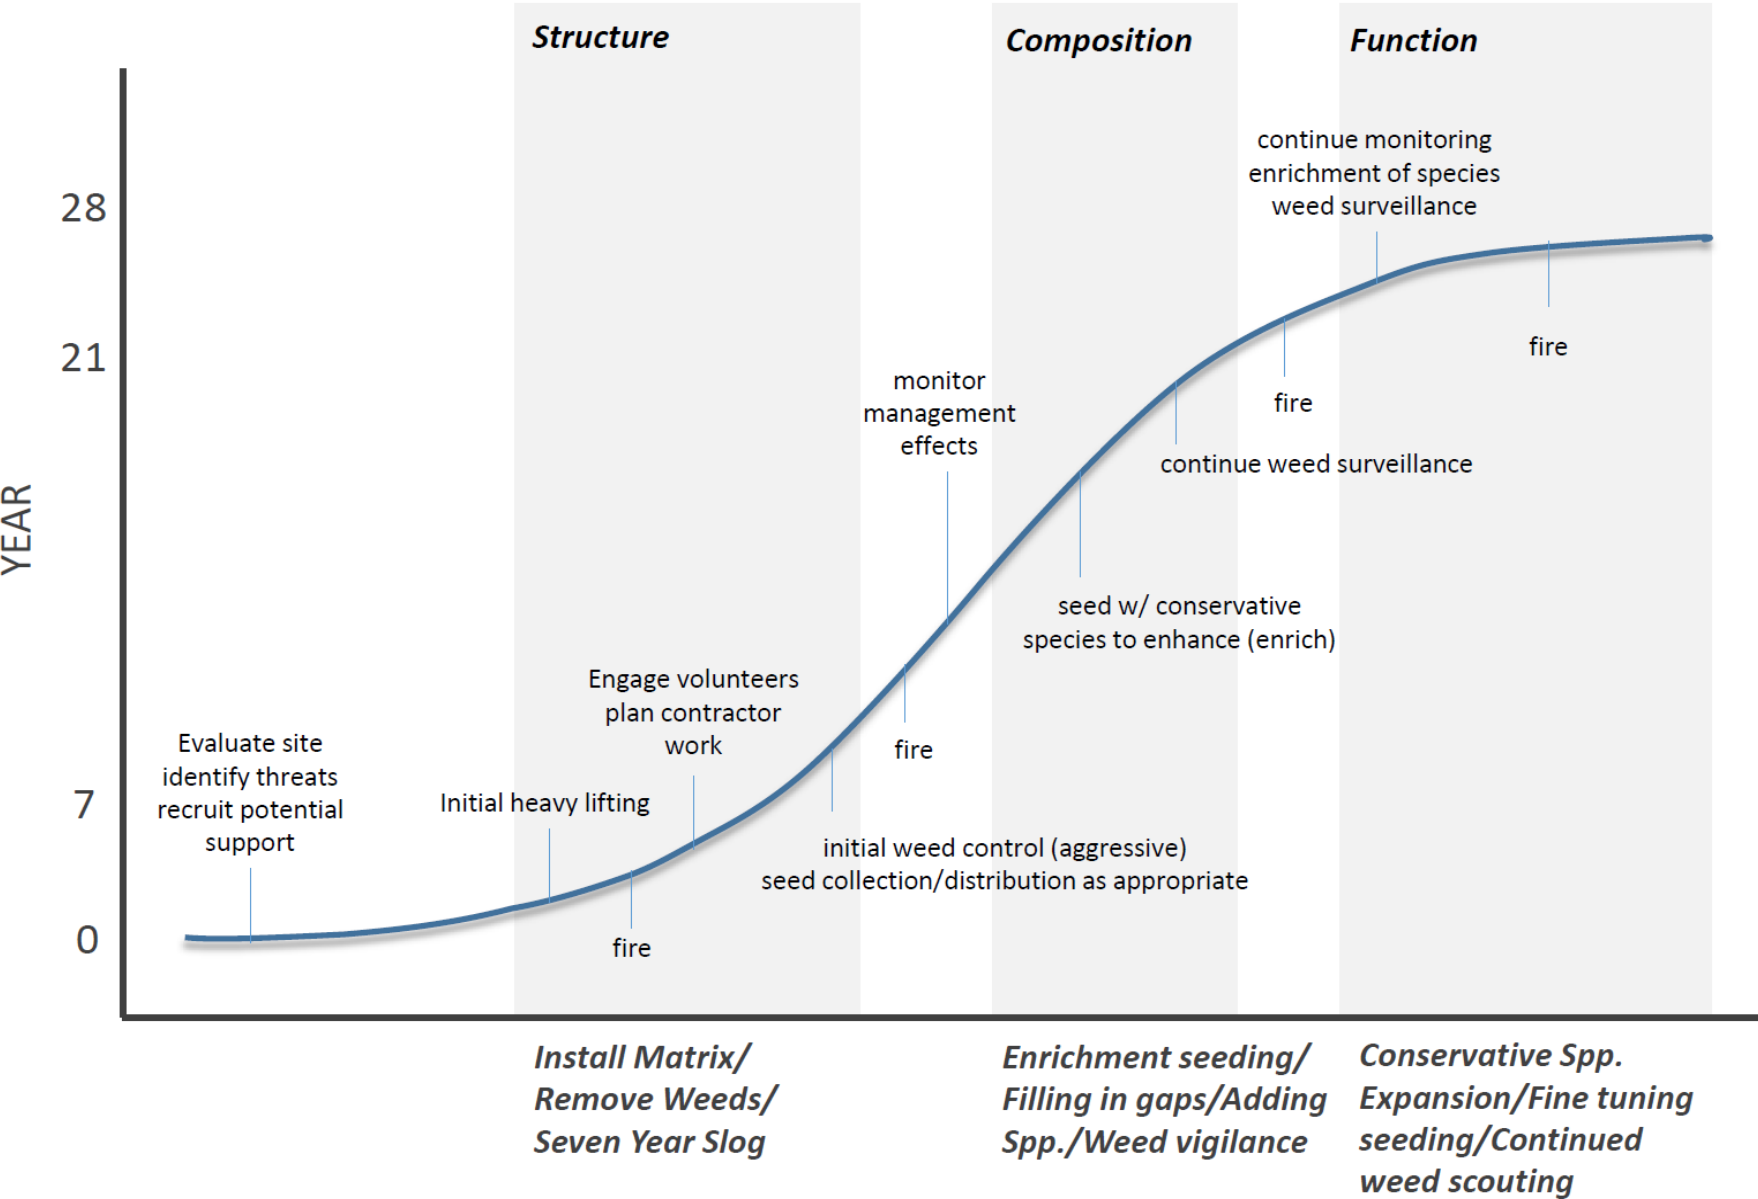 Structure
Composition
Function
continue monitoring
enrichment of species
weed surveillance
28
21
7
0
YEAR
fire
fire
monitor
management
effects
continue weed surveillance
seed w/ conservative
species to enhance (enrich)
Engage volunteers
plan contractor
work
fire
Evaluate site
identify threats
recruit potential
support
Initial heavy lifting
initial weed control (aggressive)
seed collection/distribution as appropriate
fire
Install Matrix/
Remove Weeds/
Seven Year Slog
Enrichment seeding/
Filling in gaps/Adding
Spp./Weed vigilance
Conservative Spp.
Expansion/Fine tuning
seeding/Continued
weed scouting